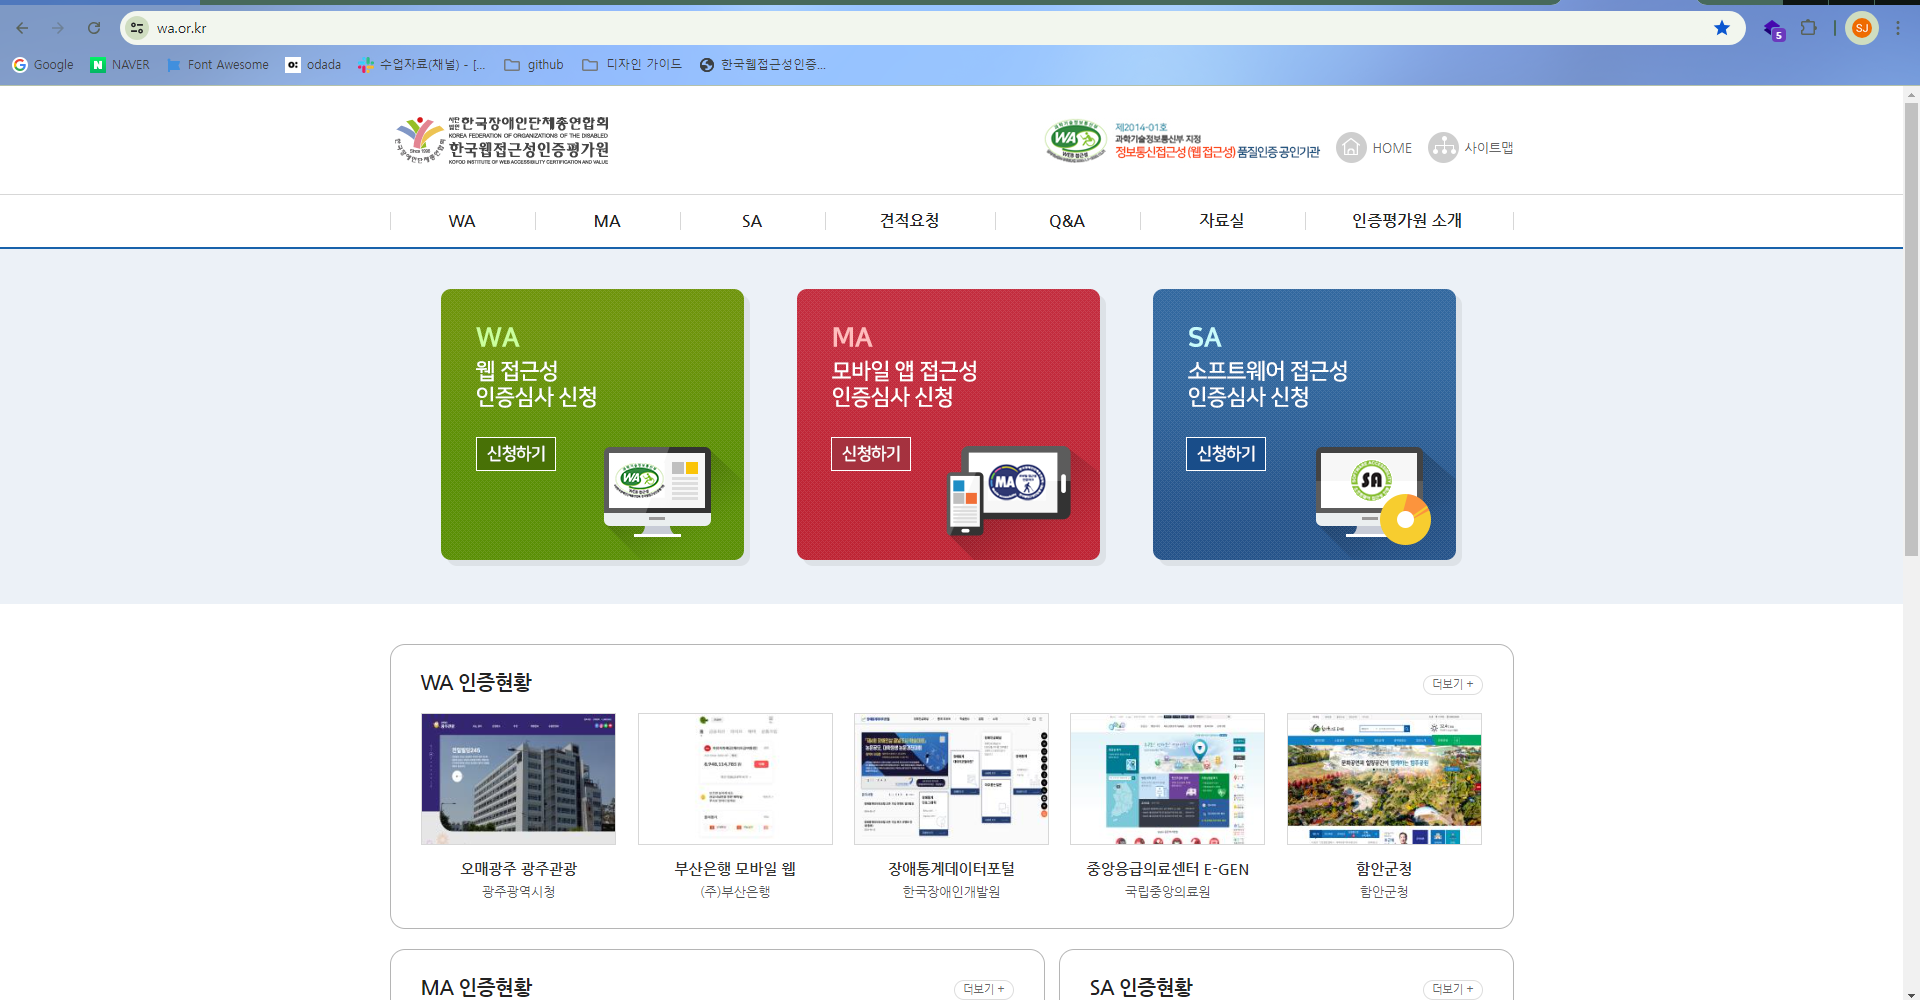 wa.or.kr
5
SJ
Google
NAVER
Font Awesome
odada
수업자료(채널) - [...
github
디자인 가이드
한국웹접근성인증...
사단법인 한국장애인단체총연합회
KOREA FEDERATION OF ORGANIZATIONS OF THE DISABLED
한국웹접근성인증평가원
KOFOD INSTITUTE OF WEB ACCESSIBILITY CERTIFICATION AND VALUE
Since 1998
WA
WEB 접근성
제2014-01호
과학기술정보통신부 지정
정보통신접근성 (웹 접근성) 품질인증 공인기관
HOME
사이트맵
WA
MA
SA
견적요청
Q&A
자료실
인증평가원 소개
WA
웹 접근성
인증심사 신청
신청하기
WA
MA
모바일 앱 접근성
인증심사 신청
신청하기
MA
SA
소프트웨어 접근성
인증심사 신청
신청하기
SA
WA 인증현황
더보기 +
오매광주 광주관광
광주광역시청
부산은행 모바일 웹
(주)부산은행
장애통계데이터포털
한국장애인개발원
중앙응급의료센터 E-GEN
국립중앙의료원
함안군청
함안군청
MA 인증현황
더보기 +
SA 인증현황
더보기 +